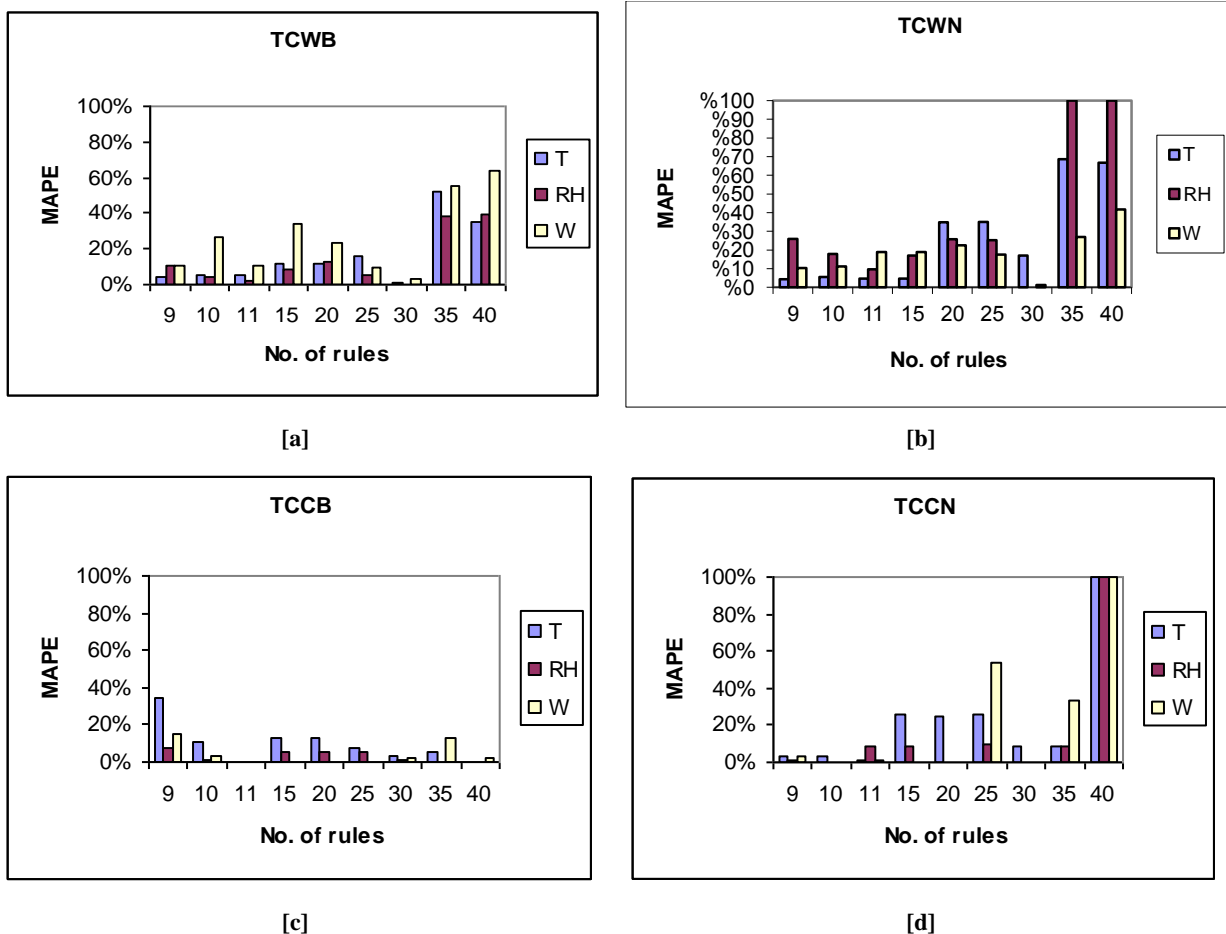 TCWB
100%
80%
60%
40%
20%
0%
MAPE
9 10 11 15 20 25 30 35 40
No. of rules
T
RH
W
[a]
TCWN
%100
%90
%80
%70
%60
%50
%40
%30
%20
%10
%0
MAPE
9 10 11 15 20 25 30 35 40
No. of rules
T
RH
W
[b]
TCCB
100%
80%
60%
40%
20%
0%
MAPE
9 10 11 15 20 25 30 35 40
No. of rules
T
RH
W
[c]
TCCN
100%
80%
60%
40%
20%
0%
MAPE
9 10 11 15 20 25 30 35 40
No. of rules
T
RH
W
[d]